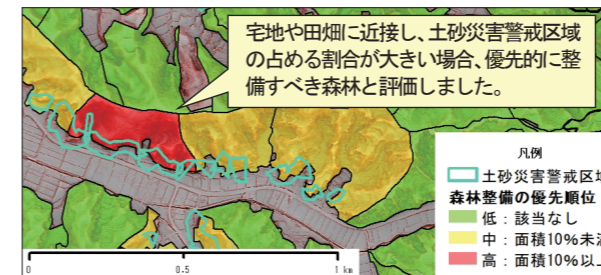 宅地や田畑に近接し、土砂災害警戒区域
の占める割合が大きい場合、優先的に整
備すべき森林と評価しました。
凡例
土砂災害警戒区域
森林整備の優先順位
低：該当なし
中：面積10%未満
高：面積10%以上
0 0.5 1 km